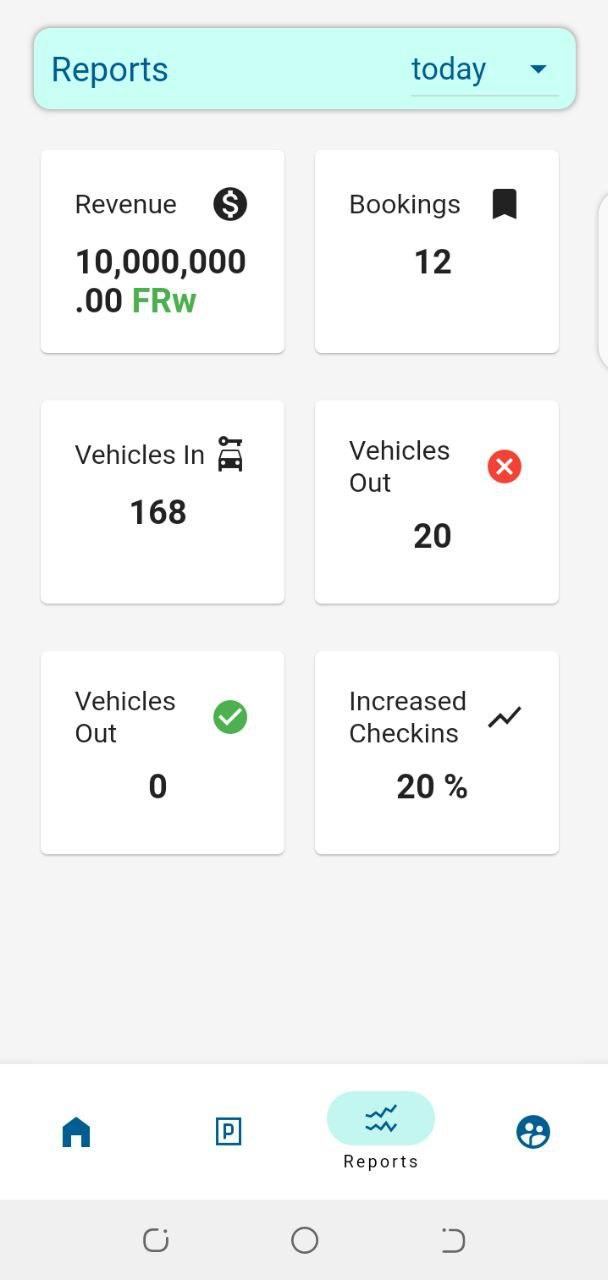 Reports
today
Revenue
10,000,000
.00 FRw
Bookings
12
Vehicles In
168
Vehicles
Out
20
Vehicles
Out
0
Increased
Checkins
20 %
P
Reports